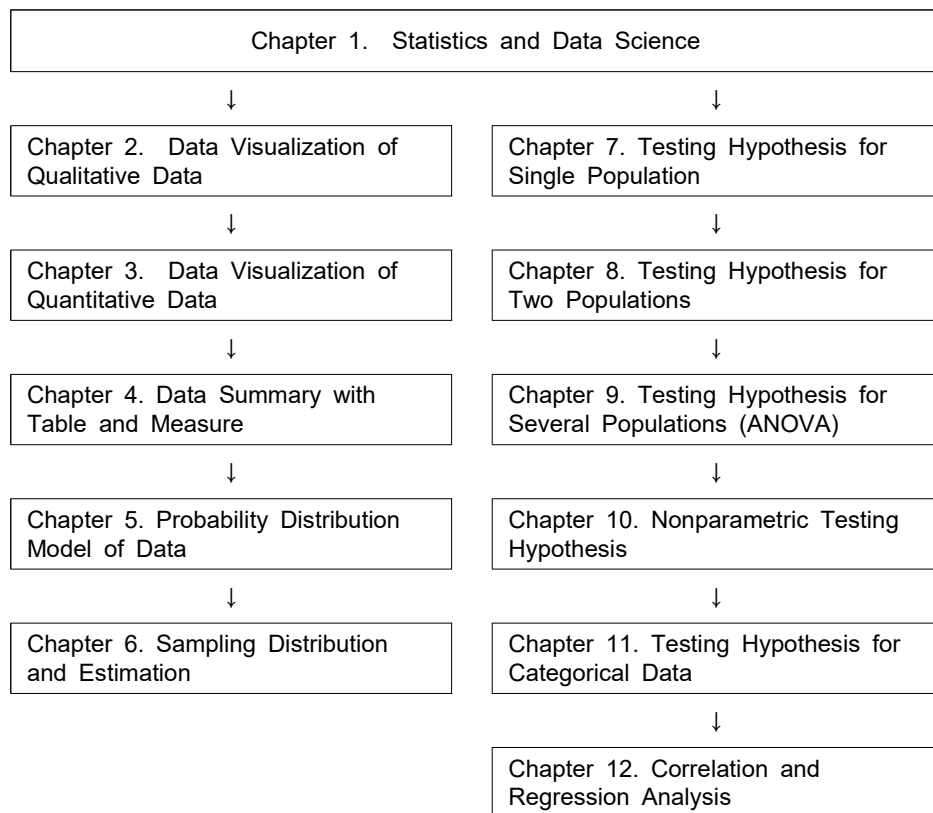 Chapter 1. Statistics and Data Science
↓
↓
Chapter 2. Data Visualization of
Qualitative Data
↓
Chapter 3. Data Visualization of
Quantitative Data
↓
Chapter 4. Data Summary with
Table and Measure
↓
Chapter 5. Probability Distribution
Model of Data
↓
Chapter 6. Sampling Distribution
and Estimation
Chapter 7. Testing Hypothesis for
Single Population
↓
Chapter 8. Testing Hypothesis for
Two Populations
↓
Chapter 9. Testing Hypothesis for
Several Populations (ANOVA)
↓
Chapter 10. Nonparametric Testing
Hypothesis
↓
Chapter 11. Testing Hypothesis for
Categorical Data
↓
Chapter 12. Correlation and
Regression Analysis